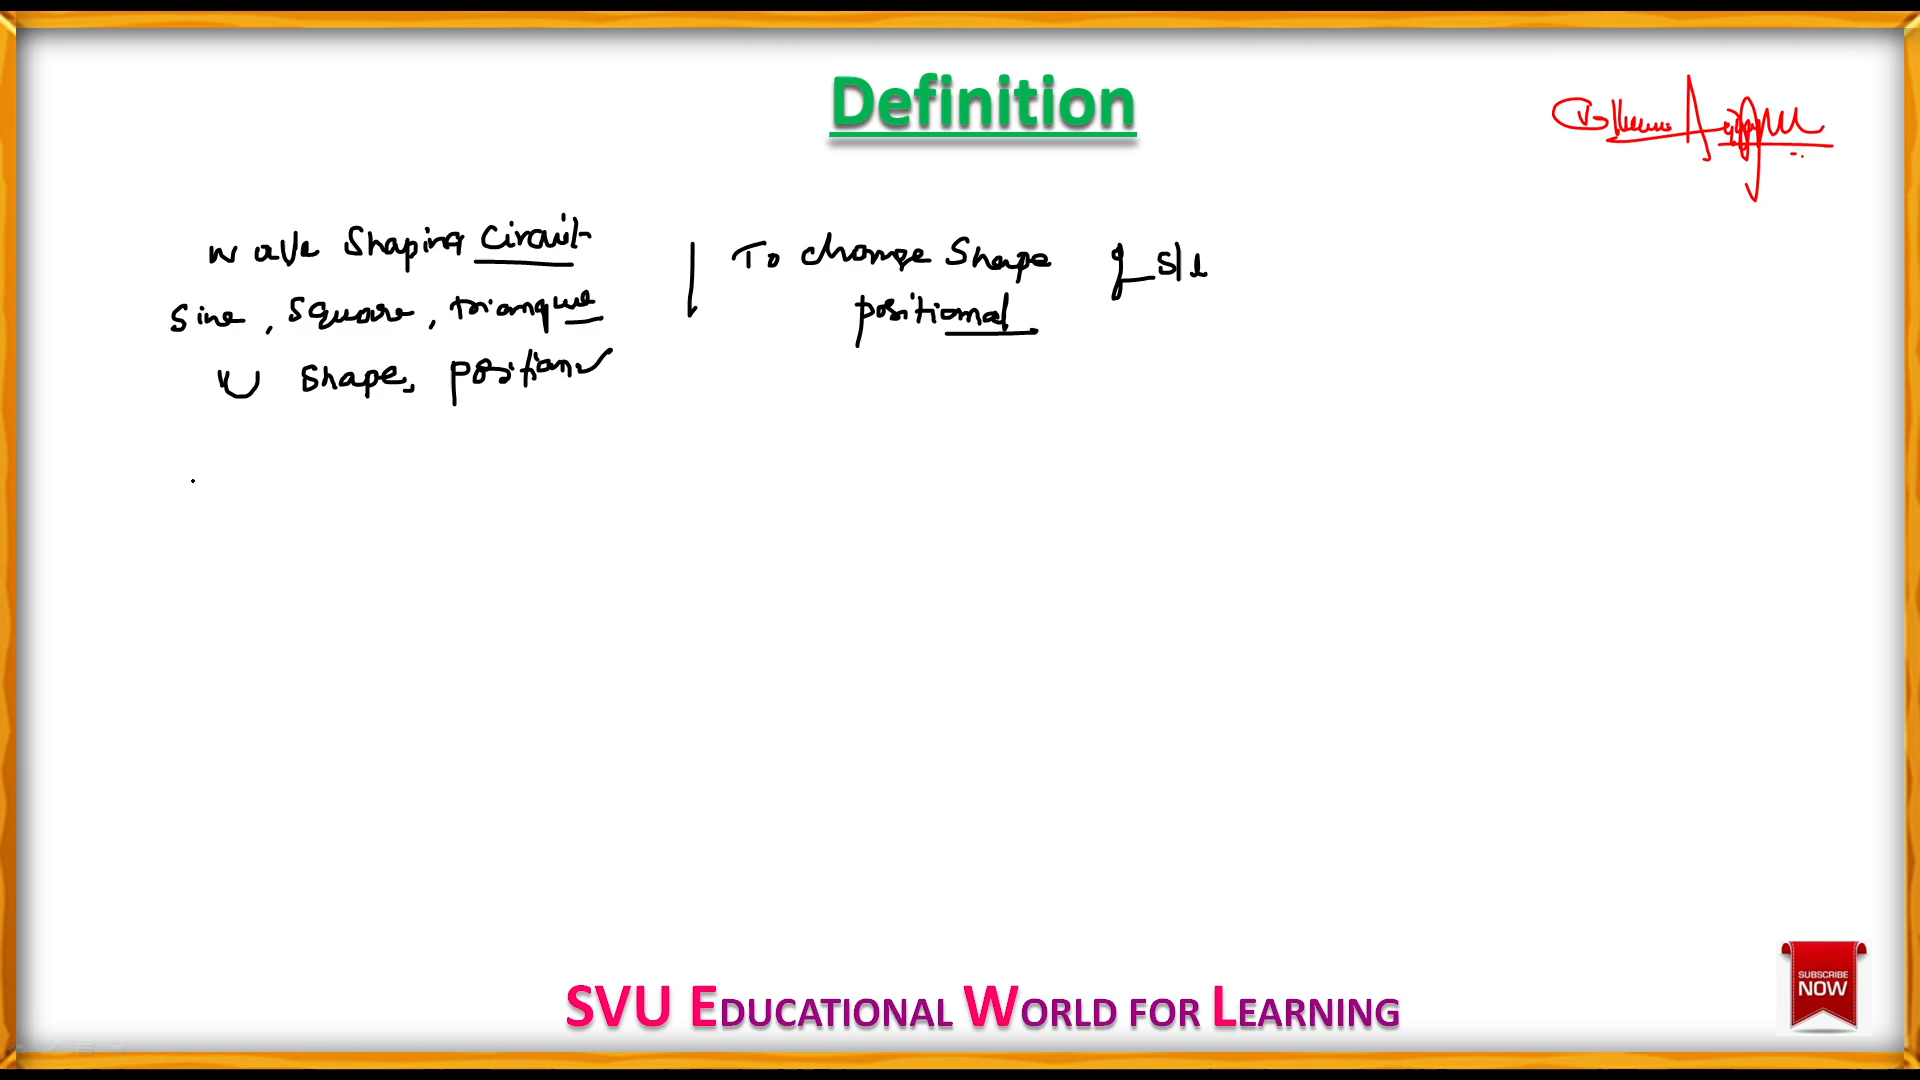 Definition
wave Shaping Circuit
sine, square, triangule
shape, position
To change shape
positional
SUBSCRIBE
NOW
SVU EDUCATIONAL WORLD FOR LEARNING